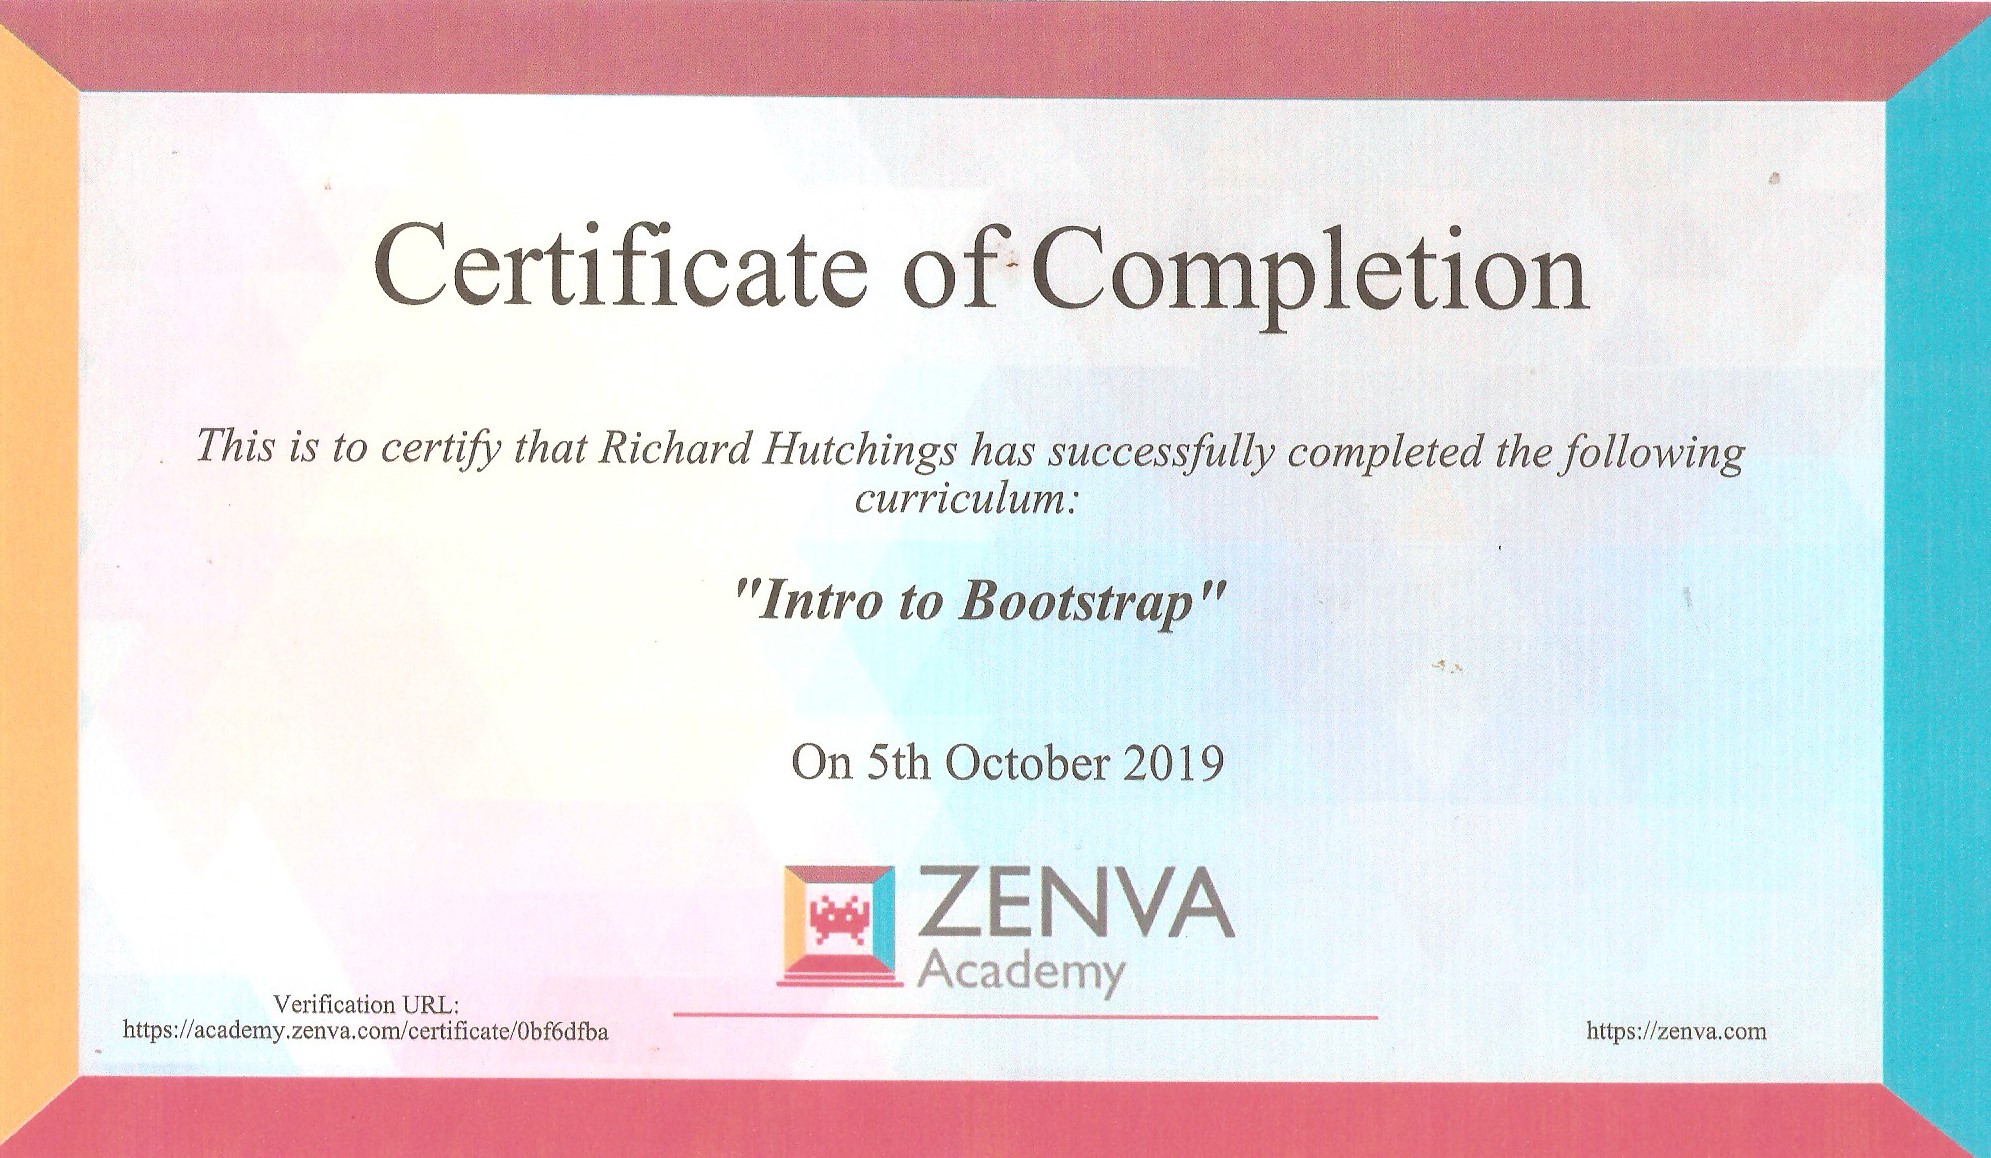 Certificate of Completion
This is to certify that Richard Hutchings has successfully completed the following
curriculum:
"Intro to Bootstrap"
On 5th October 2019
ZENVA
Academy
Verification URL:
https://academy.zenva.com/certificate/0bf6dfba
https://zenva.com